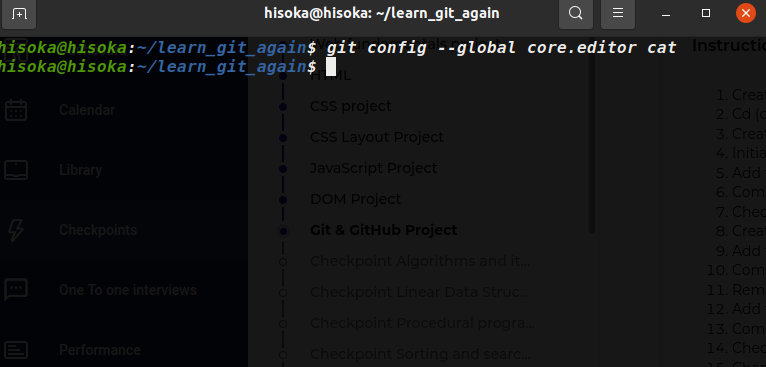 hisoka@hisoka: ~/learn_git_again
hisoka@hisoka:~/learn_git_again$ git config --global core.editor cat
hisoka@hisoka:~/learn_git_again$
HTML
CSS project
CSS Layout Project
JavaScript Project
DOM Project
Git & GitHub Project
Checkpoint Algorithms and it...
Checkpoint Linear Data Struc...
Checkpoint Procedural progra...
Checkpoint Sorting and searc...
Calendar
Library
Checkpoints
One To one interviews
Performance
Instructio
1. Creat
2. Cd (c
3. Creat
4. Initia
5. Add
6. Com
7. Chec
8. Creat
9. Add
10. Com
11. Rem
12. Add
13. Com
14. Chec